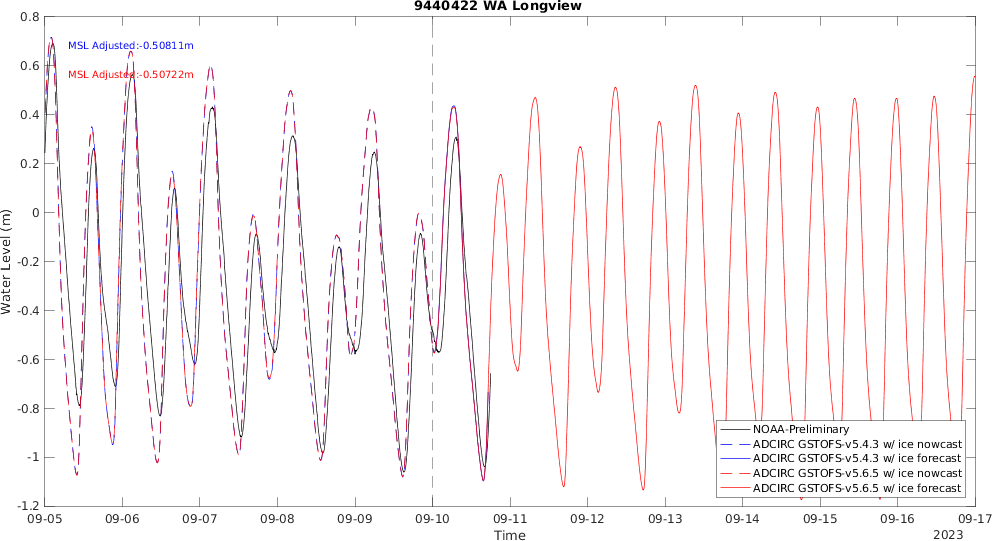 9440422 WA Longview
0.8
0.6
0.4
0.2
0
-0.2
-0.4
-0.6
-0.8
-1
-1.2
Water Level (m)
MSL Adjusted:-0.50811m
MSL Adjusted:-0.50722m
NOAA-Preliminary
ADCIRC GSTOFS-v5.4.3 w/ ice nowcast
ADCIRC GSTOFS-v5.4.3 w/ ice forecast
ADCIRC GSTOFS-v5.6.5 w/ ice nowcast
ADCIRC GSTOFS-v5.6.5 w/ ice forecast
09-05 09-06 09-07 09-08 09-09 09-10 09-11 09-12 09-13 09-14 09-15 09-16 09-17
Time
2023